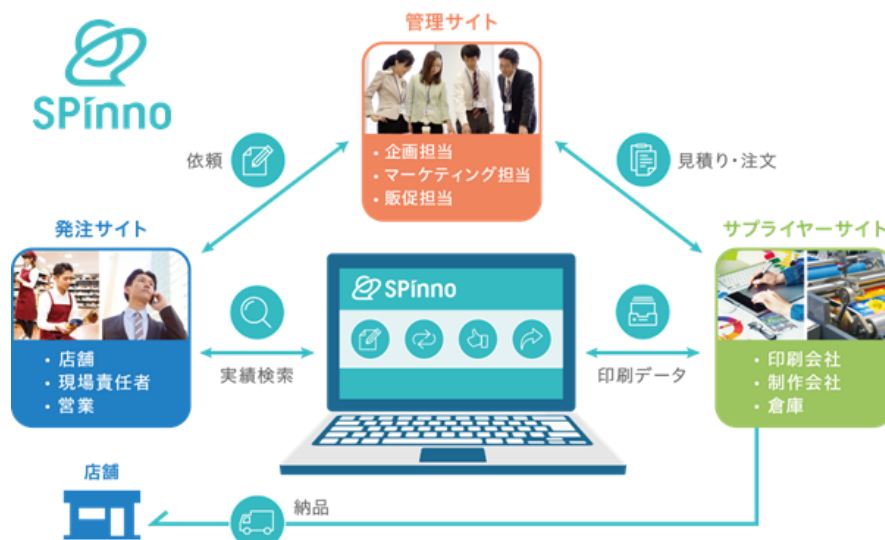 管理サイト
SPinno
・企画担当
・マーケティング担当
・販促担当
依頼
見積り・注文
発注サイト
サプライヤーサイト
SPinno
・店舗
・現場責任者
・営業
実績検索
印刷データ
・印刷会社
・制作会社
・倉庫
店舗
納品